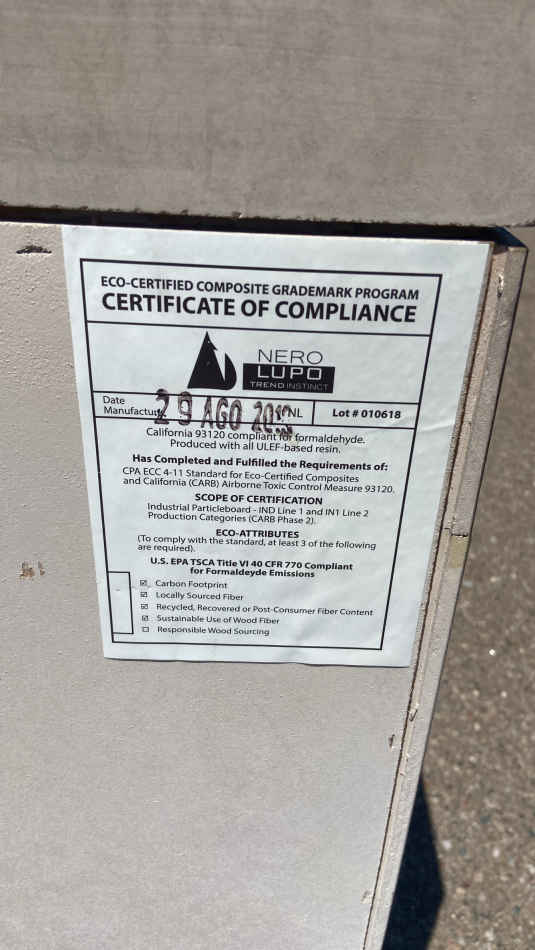 ECO-CERTIFIED COMPOSITE GRADEMARK PROGRAM
CERTIFICATE OF COMPLIANCE
NERO
LUPO
TREND INSTINCT
Date
29 AGO
Lot # 010618
California 93120 compliant for formaldehyde.
Produced with all ULEF-based resin.
Has Completed and Fulfilled the Requirements of:
CPA ECC 4-11 Standard for Eco-Certified Composites
and California (CARB) Airborne Toxic Control Measure 93120.
SCOPE OF CERTIFICATION
Industrial Particleboard - IND Line 1 and IN1 Line 2
Production Categories (CARB Phase 2).
ECO-ATTRIBUTES
(To comply with the standard, at least 3 of the following
are required).
U.S. EPA TSCA Title VI 40 CFR 770 Compliant
for Formaldeyde Emissions
☑ Carbon Footprint
☑ Locally Sourced Fiber
☑ Recycled, Recovered or Post-Consumer Fiber Content
☑ Sustainable Use of Wood Fiber
☐ Responsible Wood Sourcing